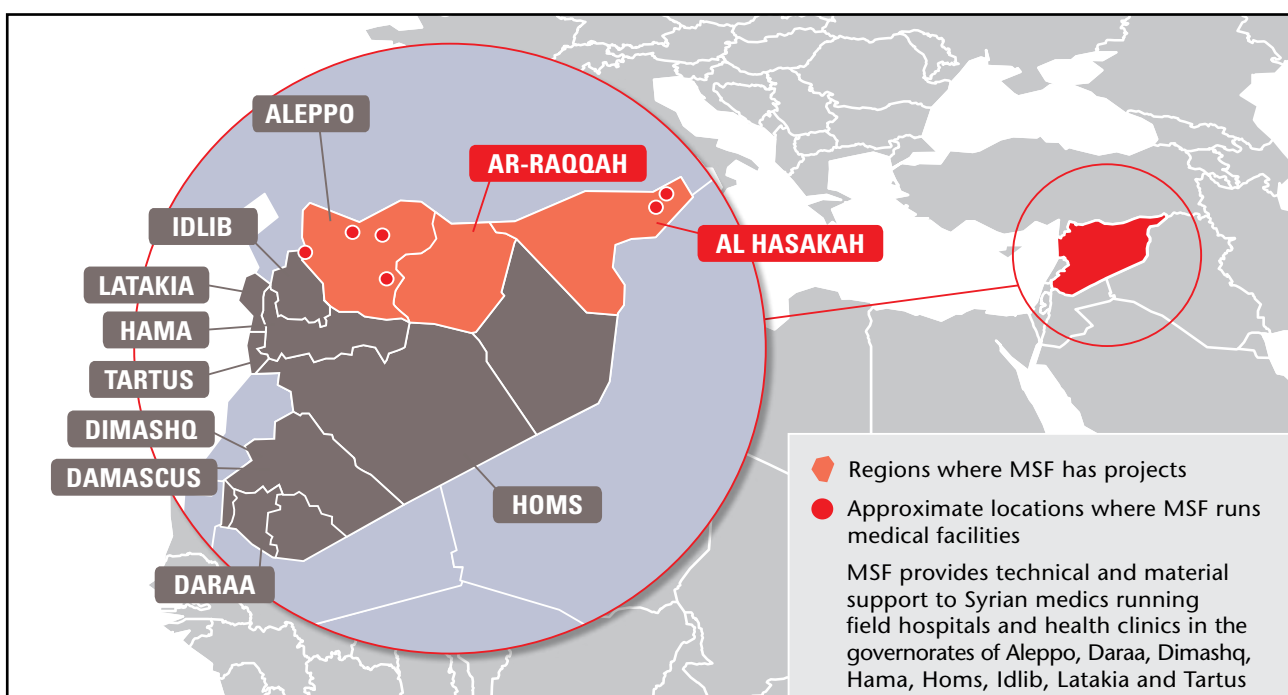 ALEPPO
AR-RAQQAH
IDLIB
AL HASAKAH
LATAKIA
HAMA
TARTUS
DIMASHQ
DAMASCUS
HOMS
DARAA
Regions where MSF has projects
Approximate locations where MSF runs
medical facilities
MSF provides technical and material
support to Syrian medics running
field hospitals and health clinics in the
governorates of Aleppo, Daraa, Dimashq,
Hama, Homs, Idlib, Latakia and Tartus